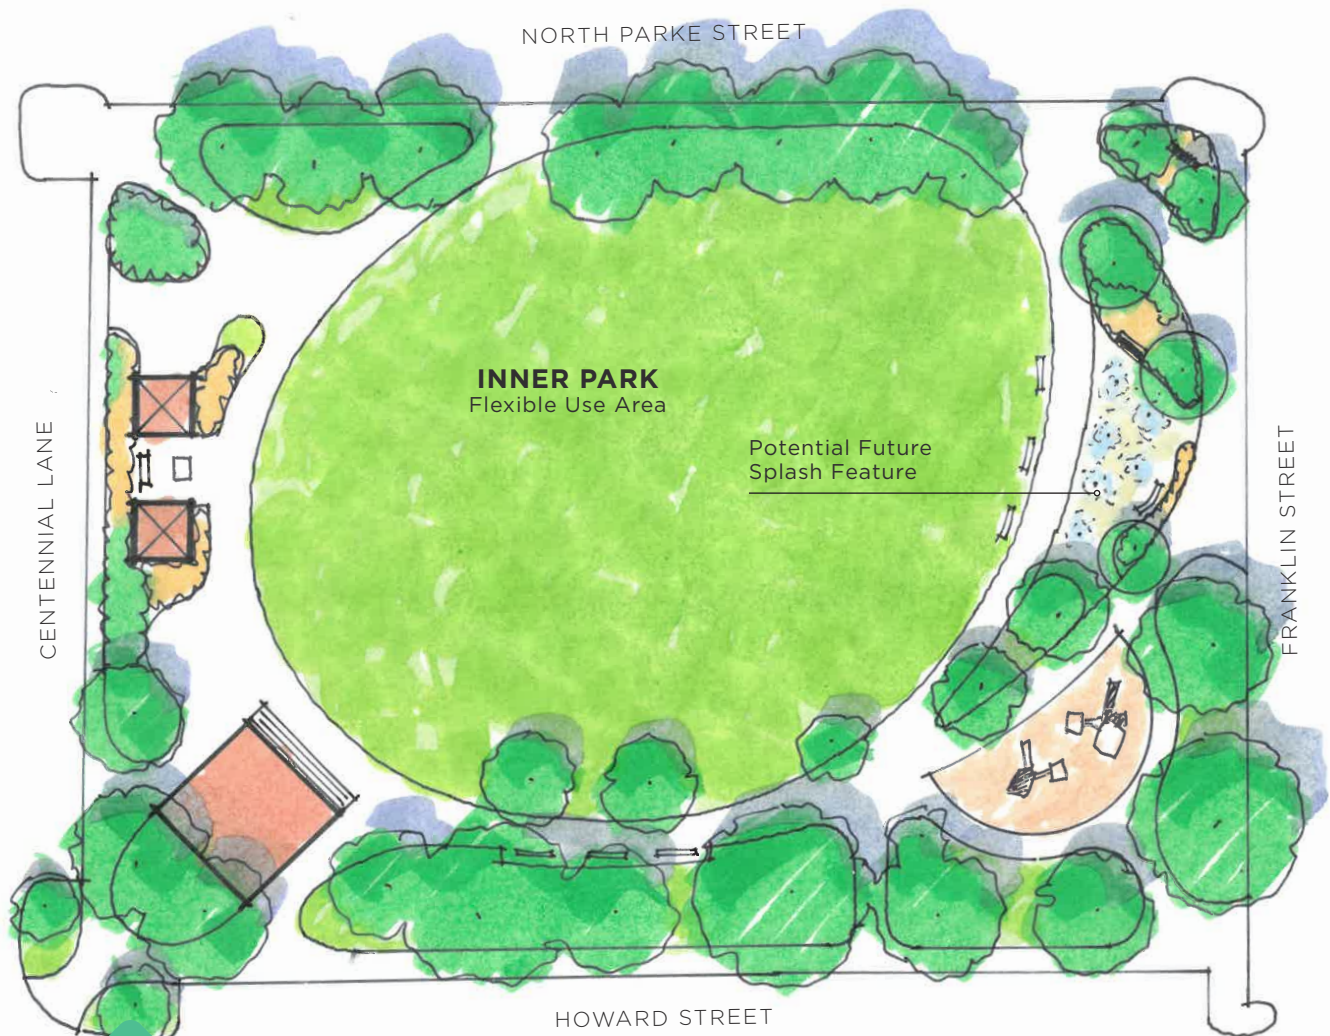 NORTH PARKE STREET
INNER PARK
Flexible Use Area
Potential Future
Splash Feature
CENTENNIAL LANE
FRANKLIN STREET
HOWARD STREET